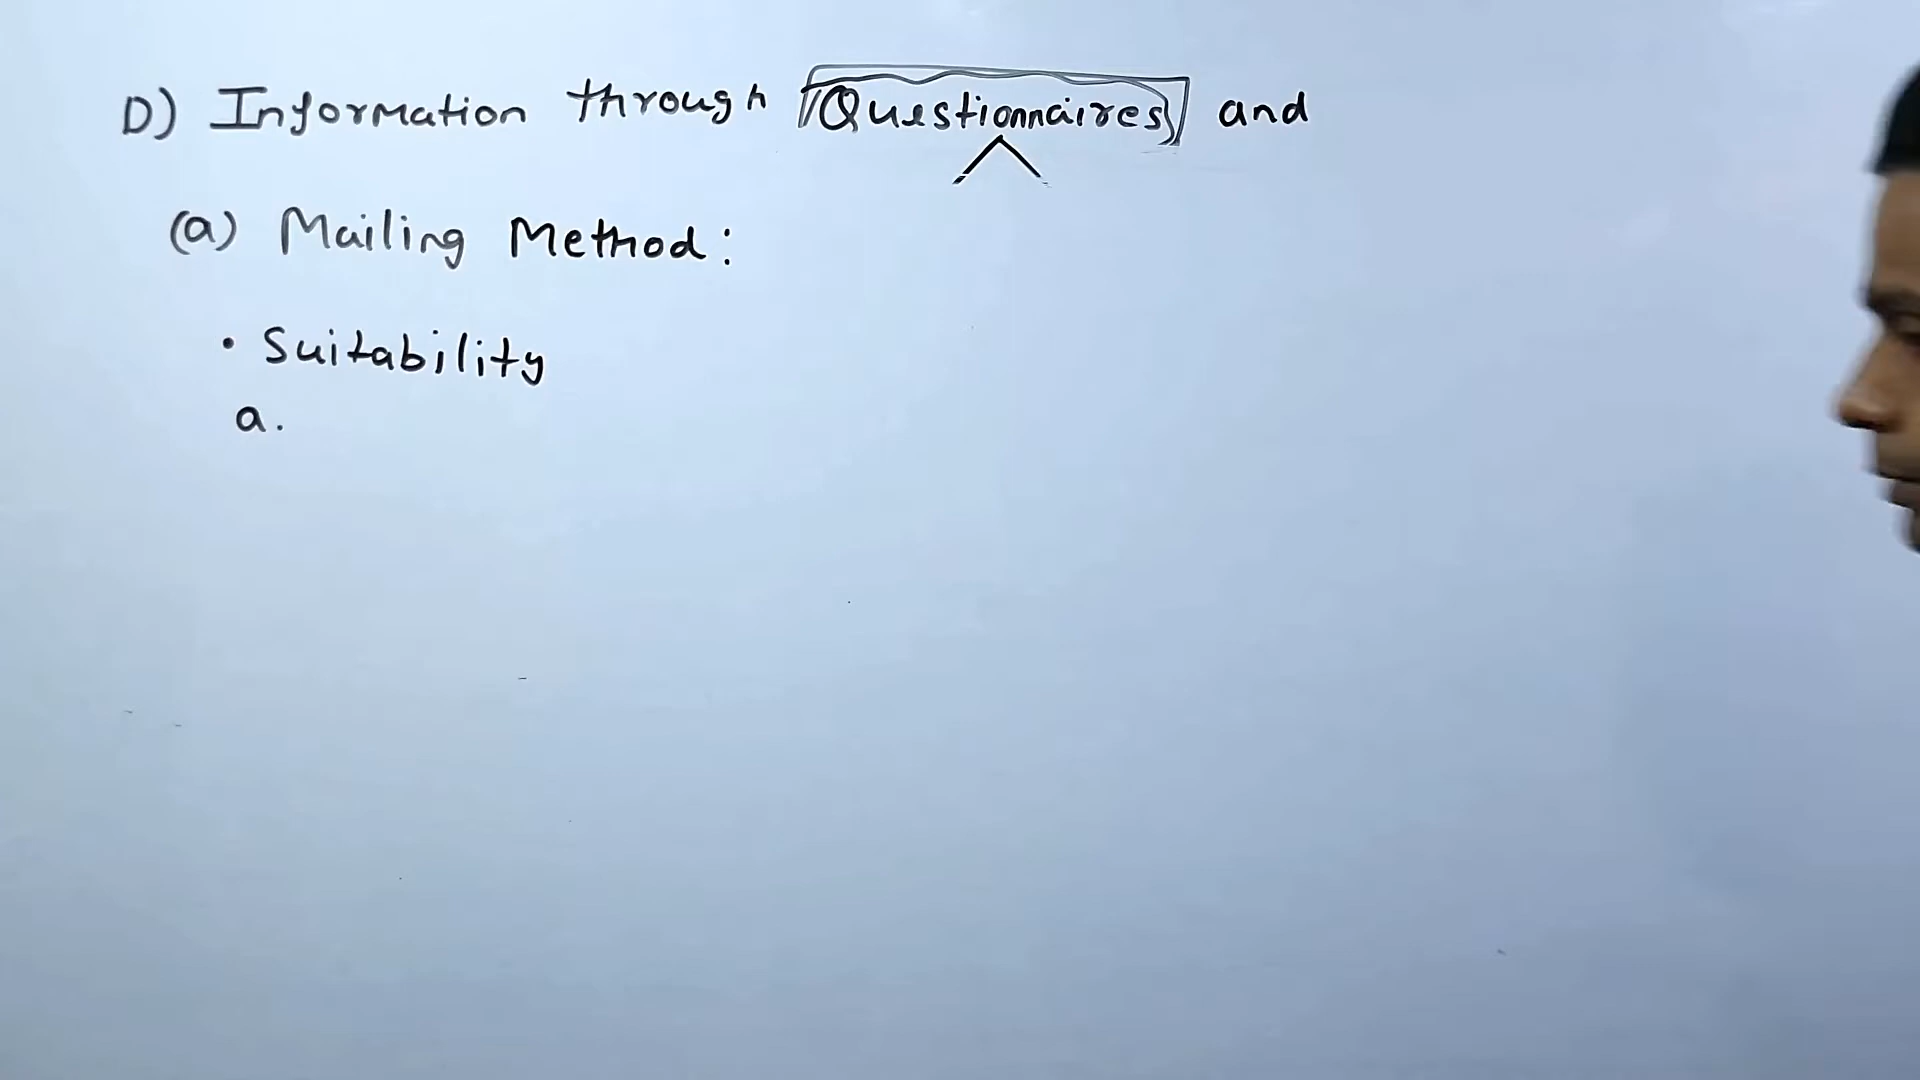 D) Information through Questionnaires and
(a) Mailing Method:
• Suitability
a.